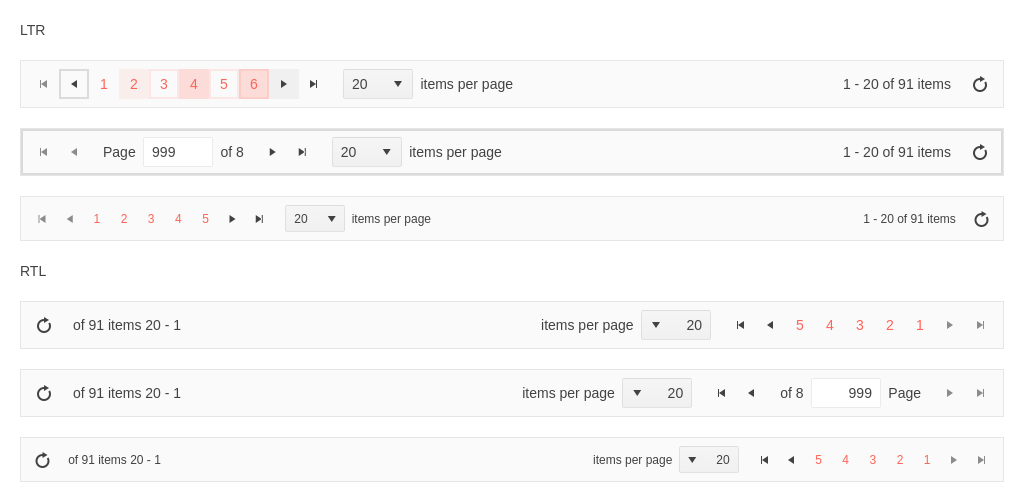 LTR
1 2 3 4 5 6 20 items per page 1 - 20 of 91 items
Page 999 of 8 20 items per page 1 - 20 of 91 items
1 2 3 4 5 20 items per page 1 - 20 of 91 items
RTL
of 91 items 20 - 1 items per page 20 5 4 3 2 1
of 91 items 20 - 1 items per page 20 of 8 999 Page
of 91 items 20 - 1 items per page 20 5 4 3 2 1